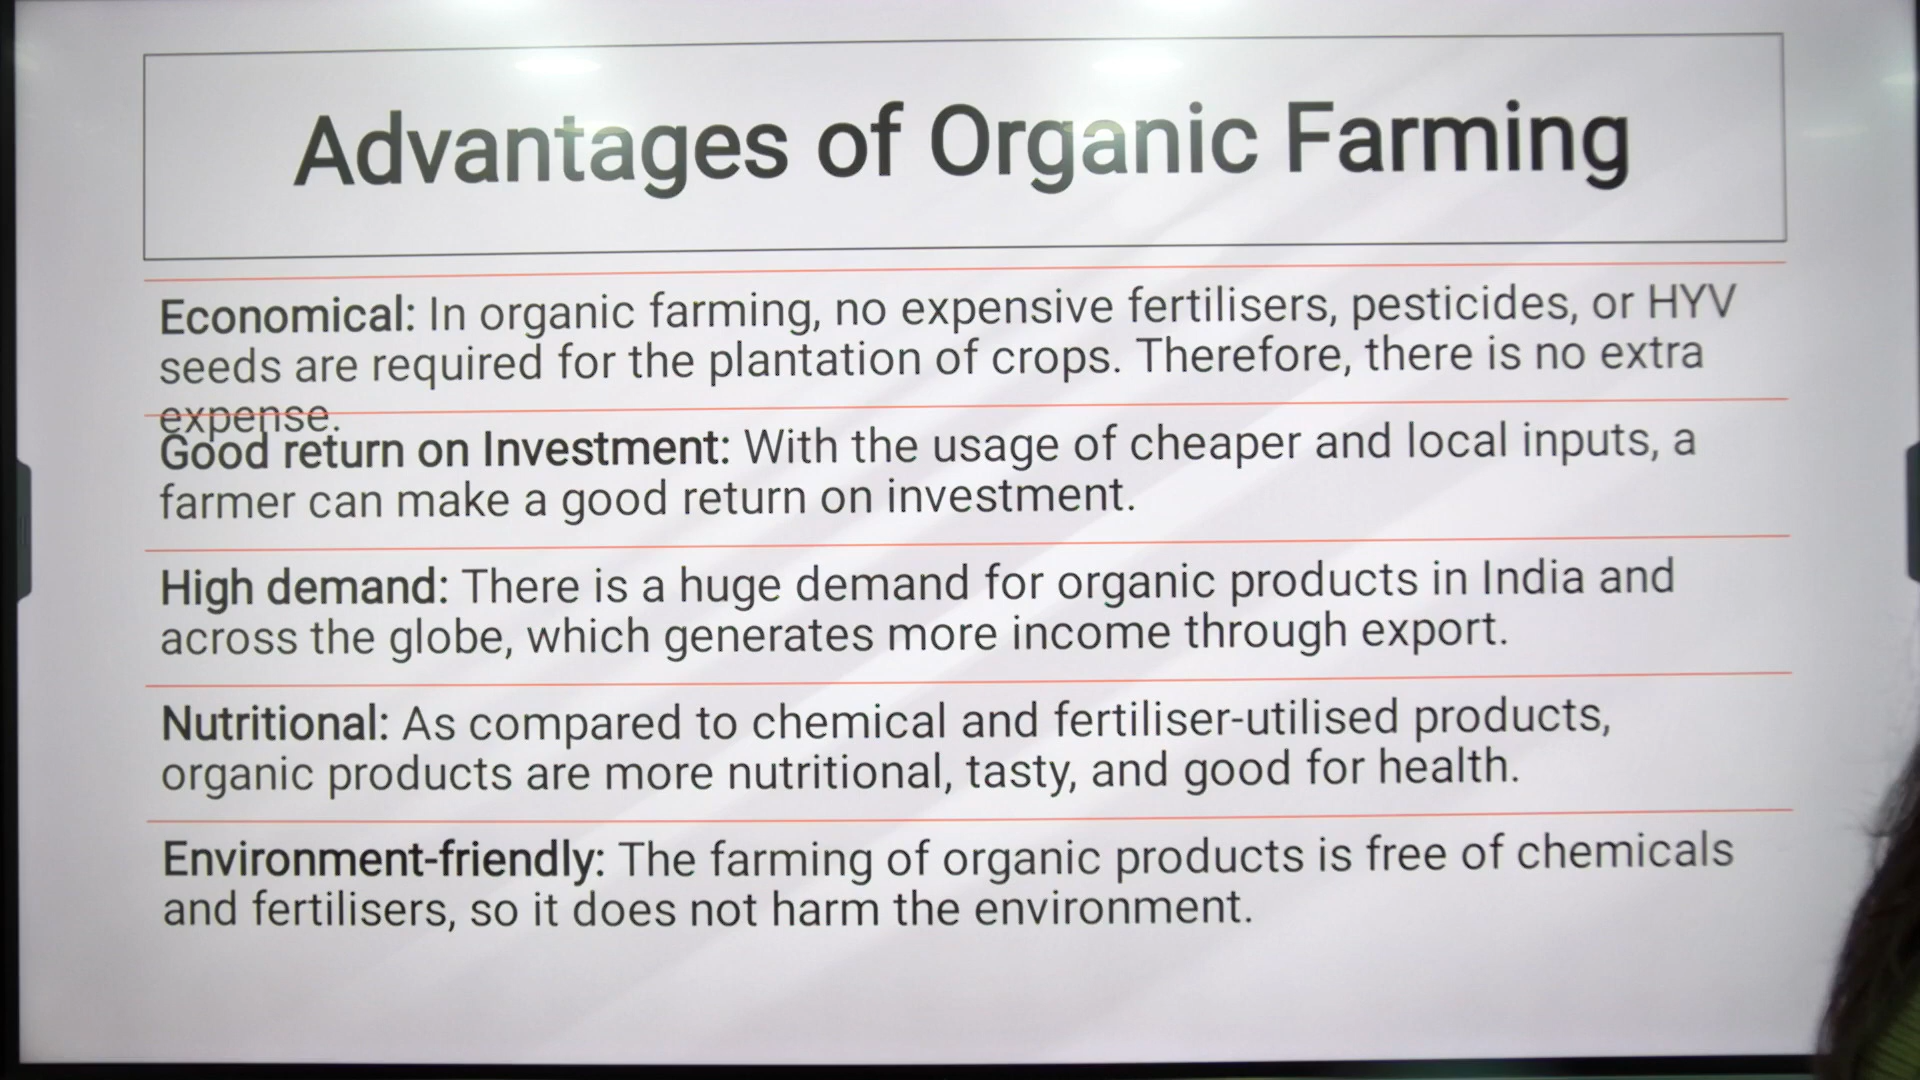 Advantages of Organic Farming
Economical: In organic farming, no expensive fertilisers, pesticides, or HYV
seeds are required for the plantation of crops. Therefore, there is no extra
expense.
Good return on Investment: With the usage of cheaper and local inputs, a
farmer can make a good return on investment.
High demand: There is a huge demand for organic products in India and
across the globe, which generates more income through export.
Nutritional: As compared to chemical and fertiliser-utilised products,
organic products are more nutritional, tasty, and good for health.
Environment-friendly: The farming of organic products is free of chemicals
and fertilisers, so it does not harm the environment.